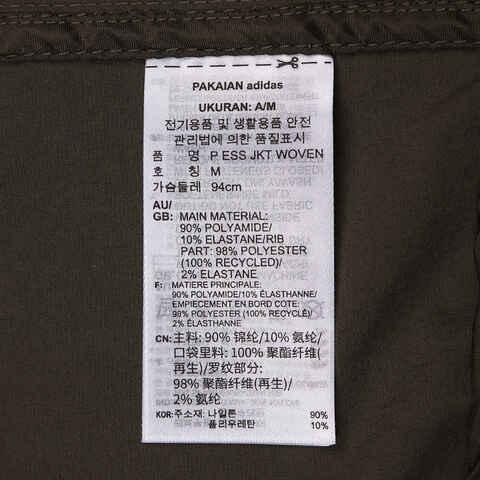 PAKAIAN adidas
UKURAN: A/M
전기용품 및 생활용품 안전
관리법에 의한 품질표시
품 명 P ESS JKT WOVEN
호 칭 M
가슴둘레 94cm
AU/
GB: MAIN MATERIAL:
90% POLYAMIDE/
10% ELASTANE/RIB
PART: 98% POLYESTER
(100% RECYCLED)/
2% ELASTANE
F: MATIERE PRINCIPALE:
90% POLYAMIDE/10% ÉLASTHANNE/
EMPIECEMENT EN BORD COTE:
98% POLYESTER (100% RECYCLÉ)/
2% ÉLASTHANNE
CN: 主料: 90% 锦纶/10% 氨纶/
口袋里料: 100% 聚酯纤维(
再生)/ 罗纹部分:
98% 聚酯纤维(再生)/
2% 氨纶
KOR: 주소재: 나일론 90%
폴리우레탄 10%